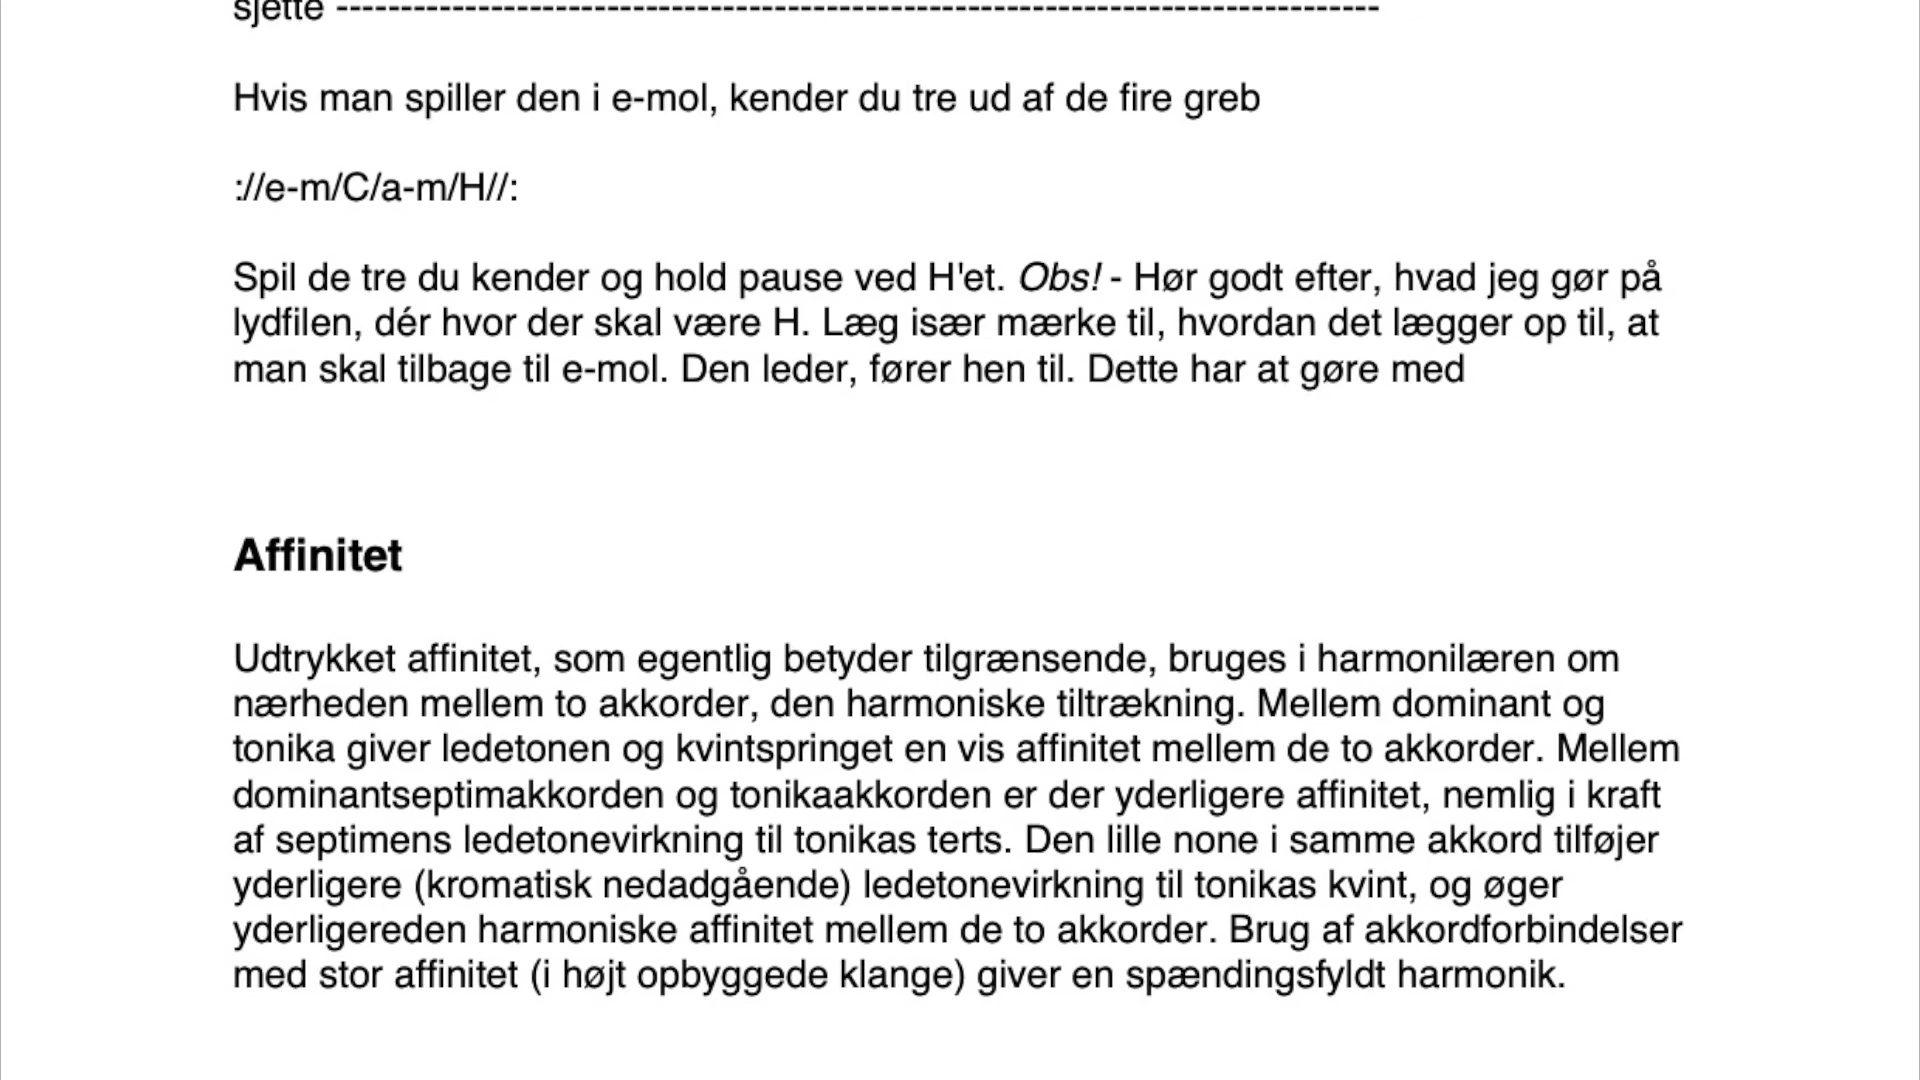 sjette ---------------------------------------------------------------------------------
Hvis man spiller den i e-mol, kender du tre ud af de fire greb
://e-m/C/a-m/H//:
Spil de tre du kender og hold pause ved H'et. Obs! - Hør godt efter, hvad jeg gør på
lydfilen, dér hvor der skal være H. Læg især mærke til, hvordan det lægger op til, at
man skal tilbage til e-mol. Den leder, fører hen til. Dette har at gøre med
Affinitet
Udtrykket affinitet, som egentlig betyder tilgrænsende, bruges i harmonilæren om
nærheden mellem to akkorder, den harmoniske tiltrækning. Mellem dominant og
tonika giver ledetonen og kvintspringet en vis affinitet mellem de to akkorder. Mellem
dominantseptimakkorden og tonikaakkorden er der yderligere affinitet, nemlig i kraft
af septimens ledetonevirkning til tonikas terts. Den lille none i samme akkord tilføjer
yderligere (kromatisk nedadgående) ledetonevirkning til tonikas kvint, og øger
yderligereden harmoniske affinitet mellem de to akkorder. Brug af akkordforbindelser
med stor affinitet (i højt opbyggede klange) giver en spændingsfyldt harmonik.